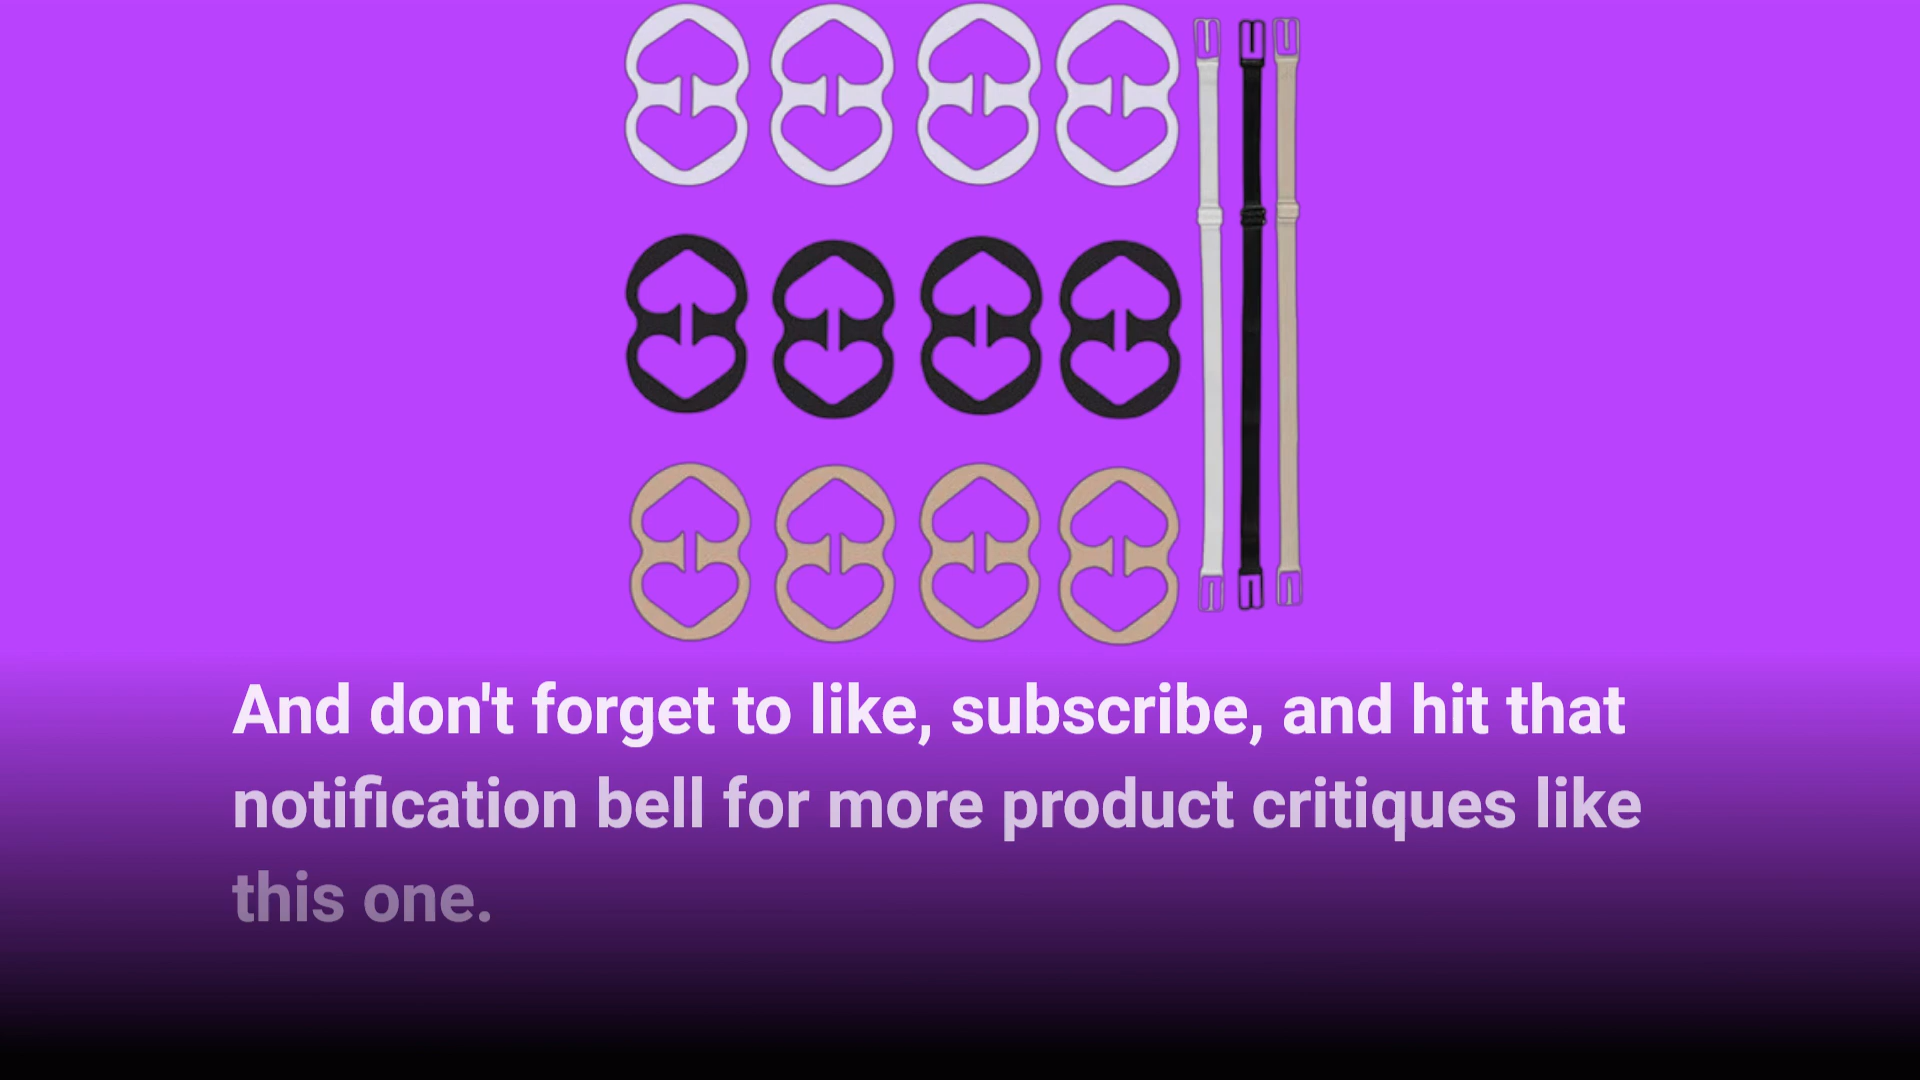 And don't forget to like, subscribe, and hit that
notification bell for more product critiques like
this one.